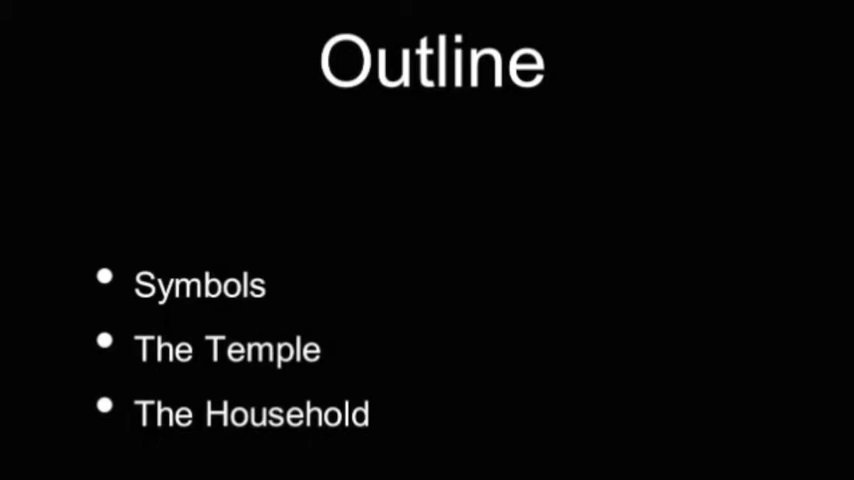 Outline
• Symbols
• The Temple
• The Household